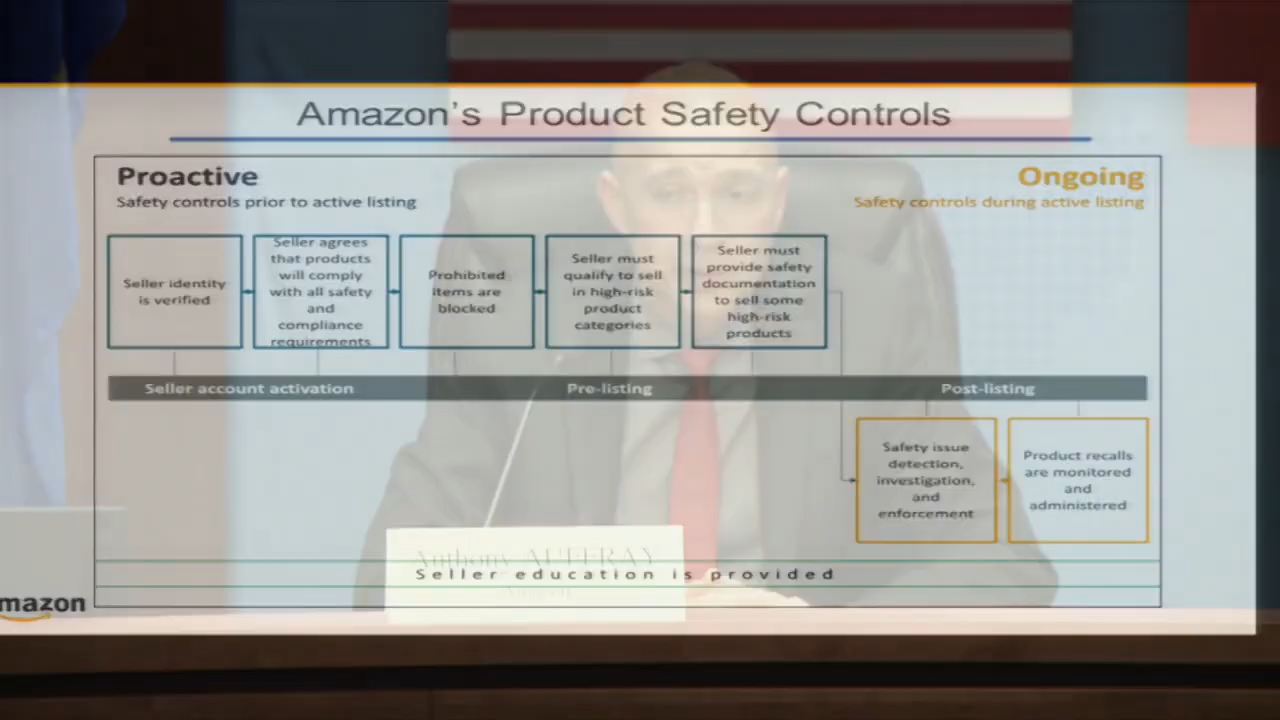 Amazon's Product Safety Controls
Proactive
Safety controls prior to active listing
Ongoing
Safety controls during active listing
Seller identity
is verified
Seller agrees
that products
will comply
with all safety
and
compliance
requirements
Prohibited
items are
blocked
Seller must
qualify to sell
in high-risk
product
categories
Seller must
provide safety
documentation
to sell some
high-risk
products
Seller account activation
Pre-listing
Post-listing
Safety issue
detection,
investigation,
and
enforcement
Product recalls
are monitored
and
administered
Anthony AUFFRAY
Seller education is provided
mazon